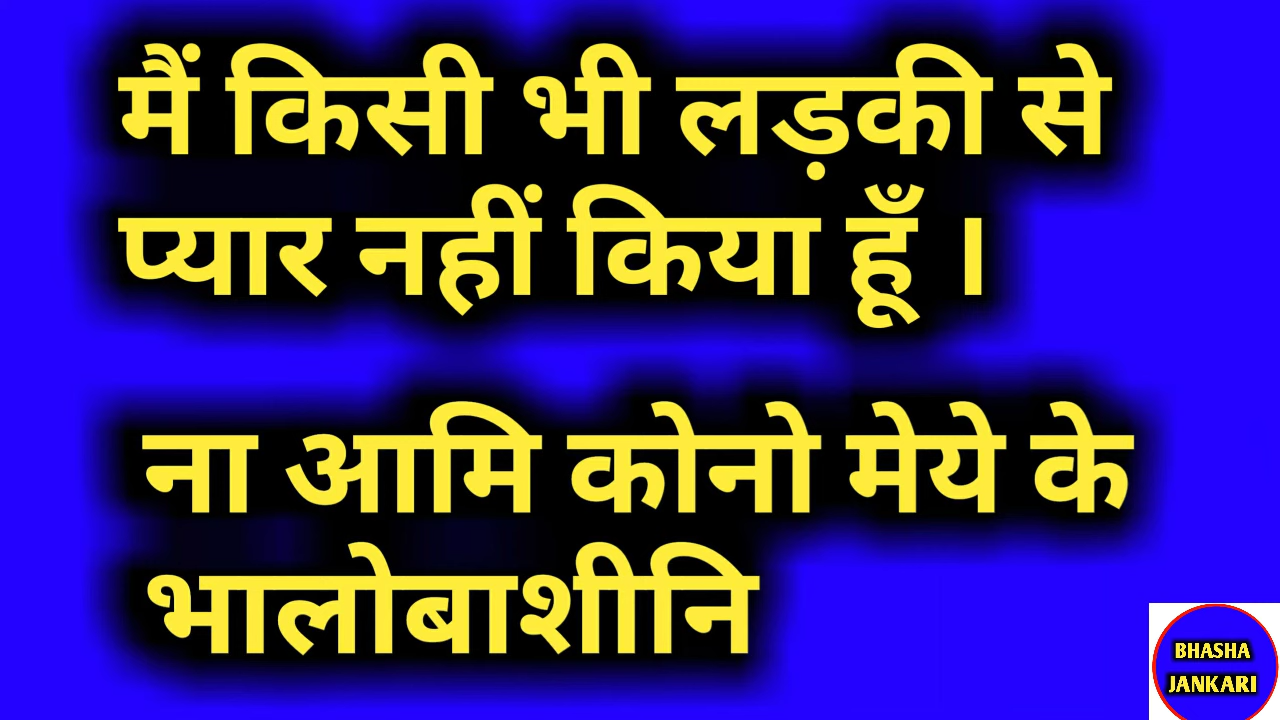 मैं किसी भी लड़की से
प्यार नहीं किया हूँ ।
ना आमि कोनो मेये के
भालोबाशीनि
BHASHA
JANKARI